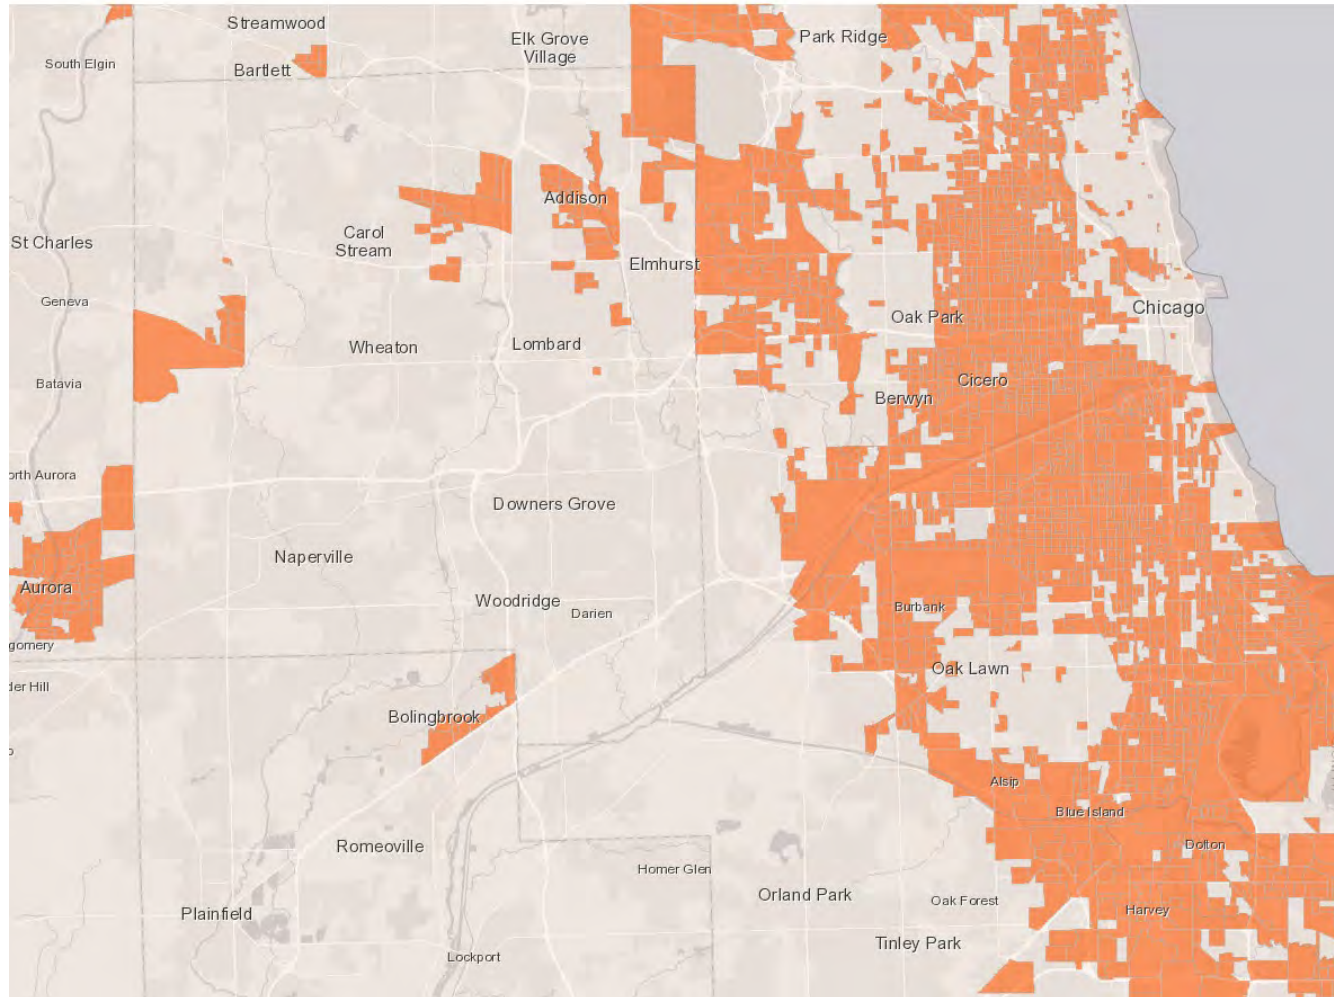 Streamwood
Elk Grove
Village
Park Ridge
South Elgin
Bartlett
Addison
Carol
Stream
St Charles
Elmhurst
Geneva
Chicago
Oak Park
Wheaton
Lombard
Batavia
Cicero
Berwyn
orth Aurora
Downers Grove
Naperville
Aurora
Woodridge
Darien
Burbank
gomery
Oak Lawn
der Hill
Bolingbrook
o
Alsip
Blue Island
Romeoville
Dolton
Homer Glen
Orland Park
Oak Forest
Plainfield
Harvey
Tinley Park
Lockport